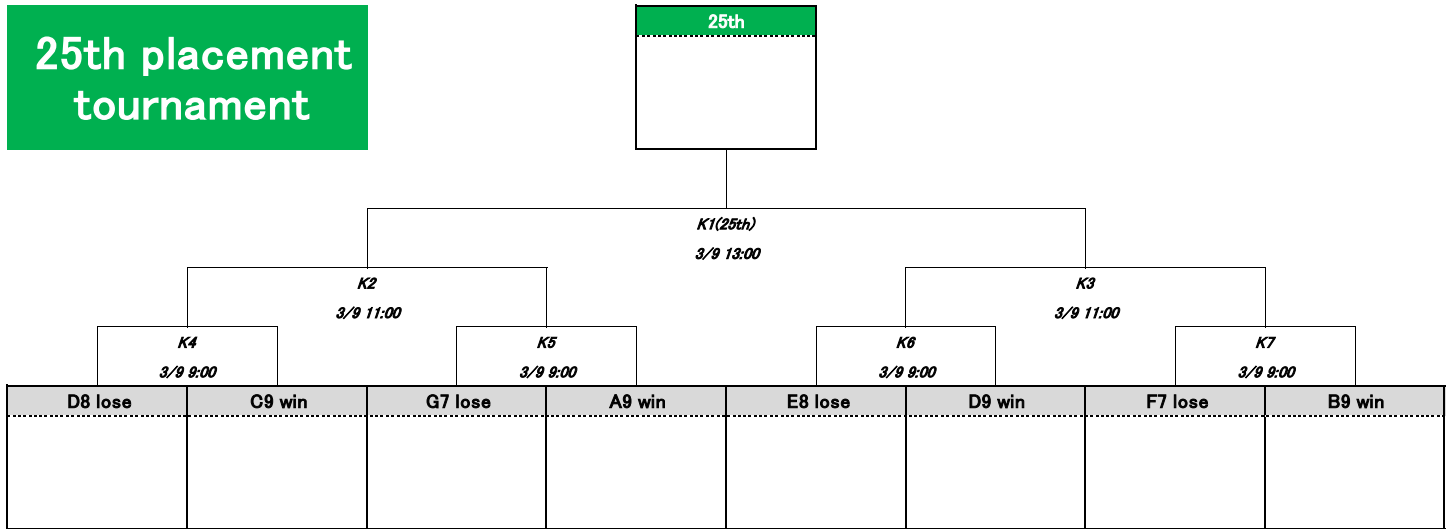 25th placement
tournament
25th
K1(25th)
3/9 13:00
K2
K3
3/9 11:00
3/9 11:00
K4
K5
K6
K7
3/9 9:00
3/9 9:00
3/9 9:00
3/9 9:00
D8 lose
C9 win
G7 lose
A9 win
E8 lose
D9 win
F7 lose
B9 win